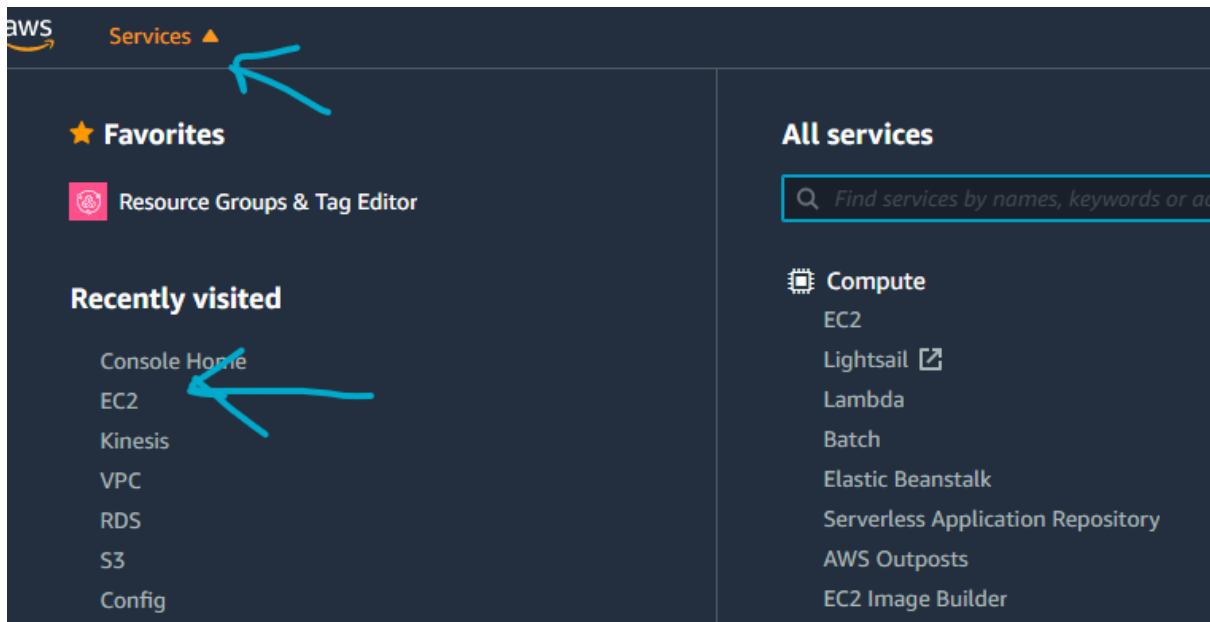 aws
Services
Favorites
Resource Groups & Tag Editor
Recently visited
Console Home
EC2
Kinesis
VPC
RDS
S3
Config
All services
Find services by names, keywords or
Compute
EC2
Lightsail
Lambda
Batch
Elastic Beanstalk
Serverless Application Repository
AWS Outposts
EC2 Image Builder